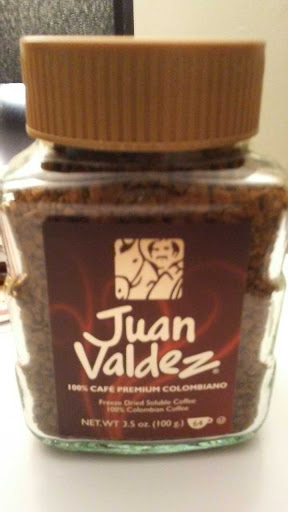 Juan
Valdez®
100% CAFÉ PREMIUM COLOMBIANO
Freeze Dried Soluble Coffee
100% Colombian Coffee
NET.WT 3.5 oz. (100 g.) 64